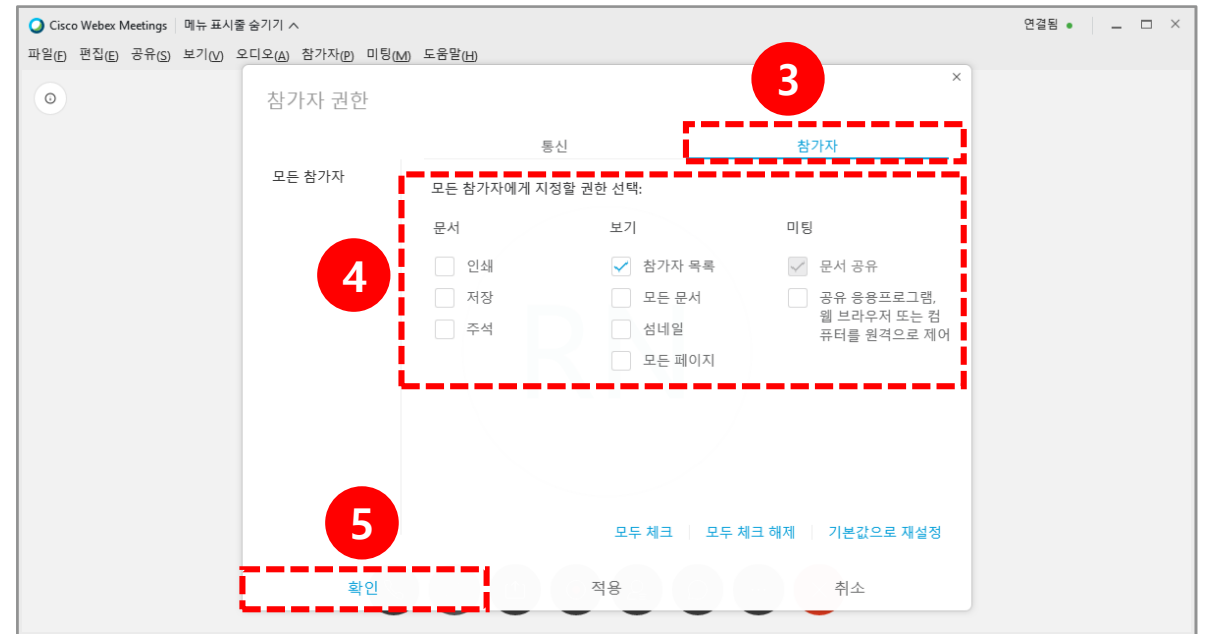 Cisco Webex Meetings 메뉴 표시줄 숨기기 연결됨
파일(F) 편집(E) 공유(S) 보기(V) 오디오(A) 참가자(P) 미팅(M) 도움말(H)
3
참가자 권한
통신 참가자
모든 참가자
모든 참가자에게 지정할 권한 선택:
문서 보기 미팅
4
인쇄 참가자 목록 문서 공유
저장 모든 문서 공유 응용프로그램,
웹 브라우저 또는 컴
주석 섬네일 퓨터를 원격으로 제어
모든 페이지
5
모두 체크 모두 체크 해제 기본값으로 재설정
확인 적용 취소